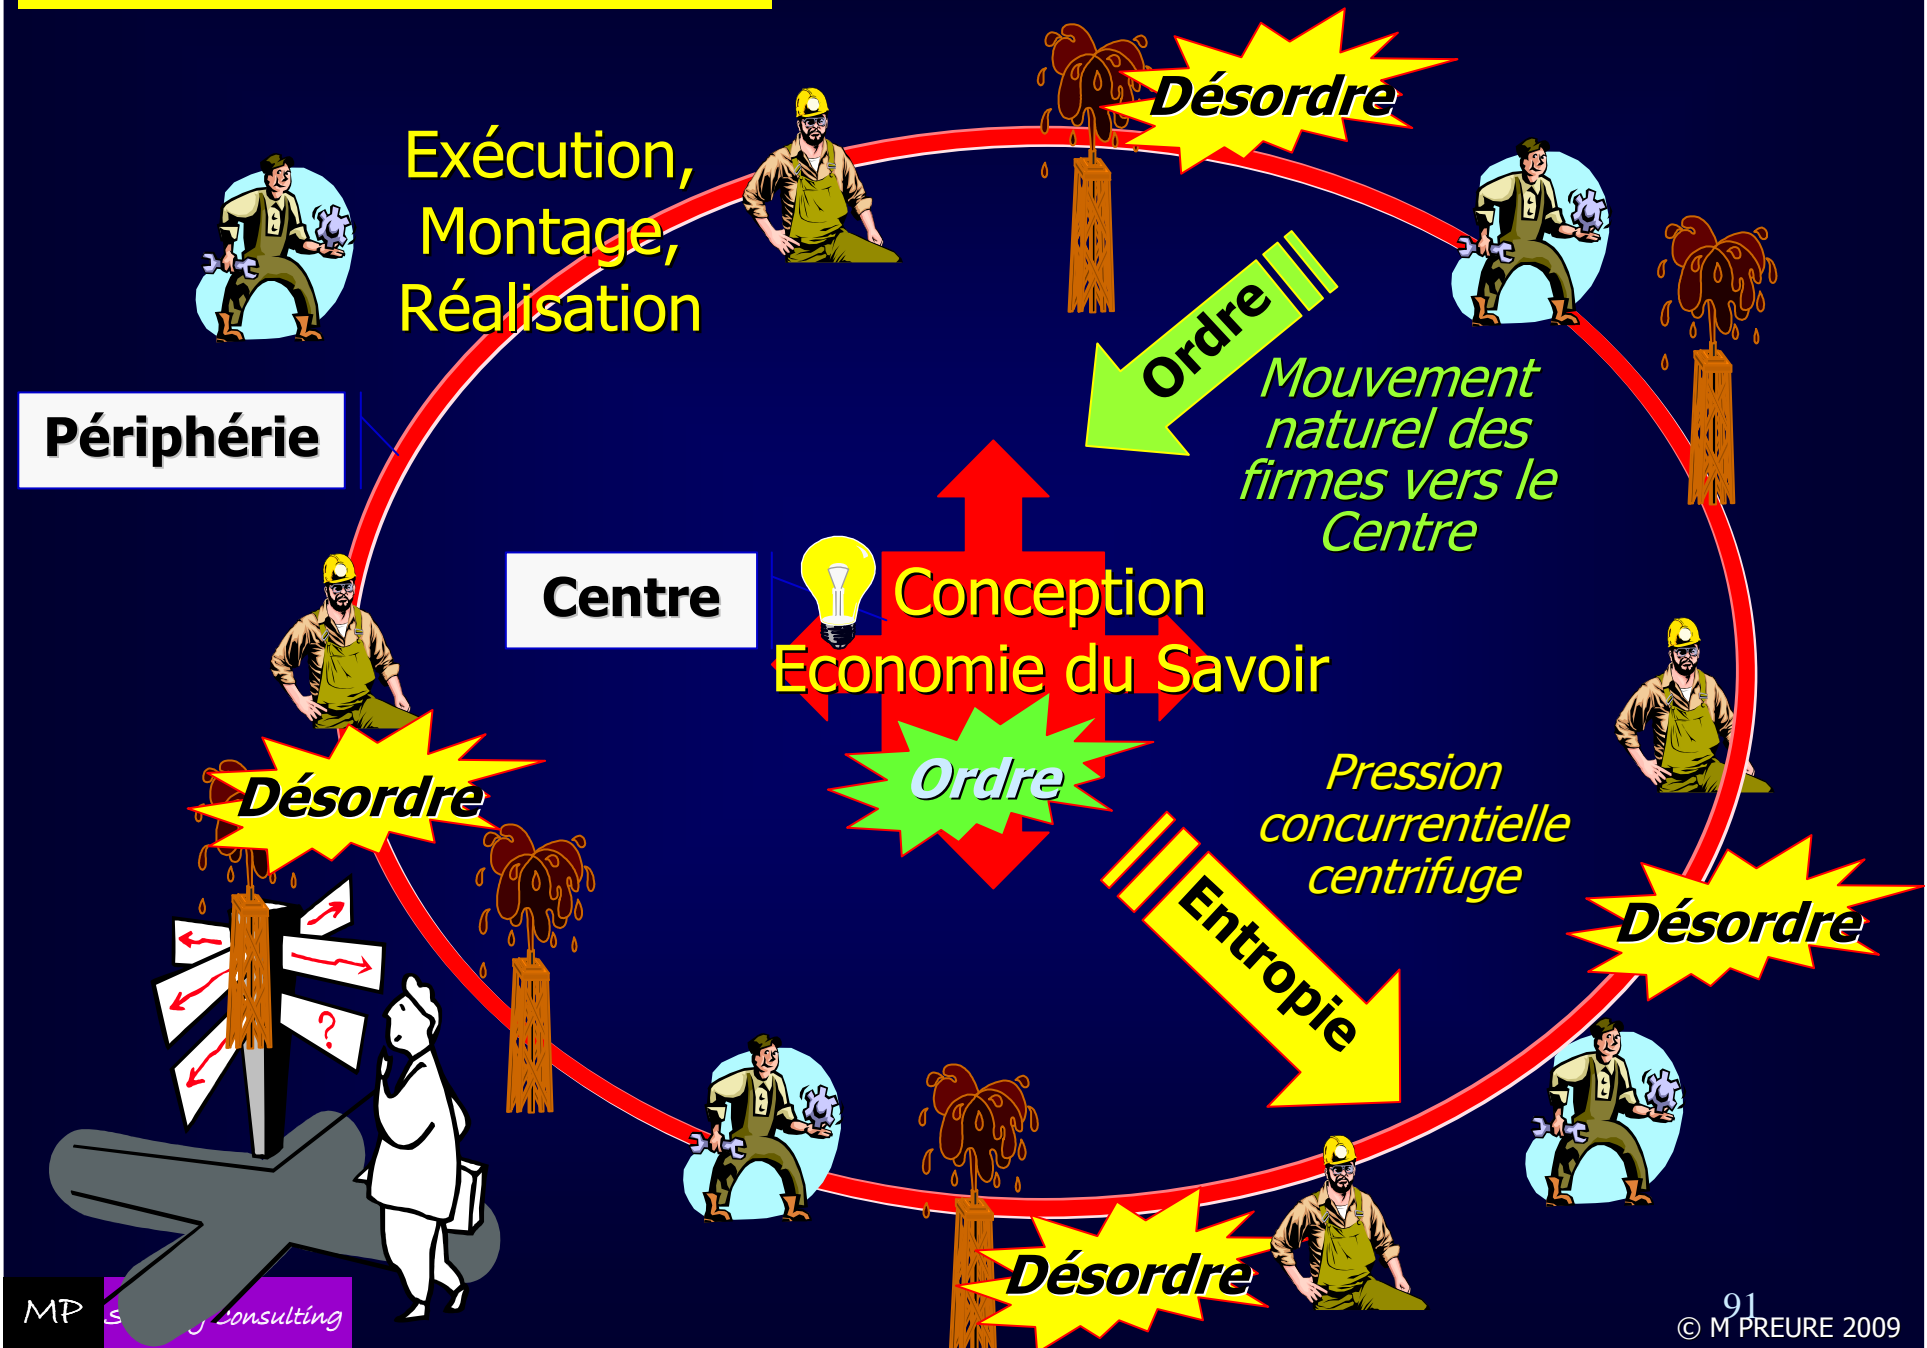 Désordre
Exécution,
Montage,
Réalisation
Ordre
Mouvement
naturel des
firmes vers le
Centre
Périphérie
Centre
Conception
Economie du Savoir
Ordre
Pression
concurrentielle
centrifuge
Désordre
Entropie
Désordre
?
Désordre
MP
Consulting
91
© M PREURE 2009